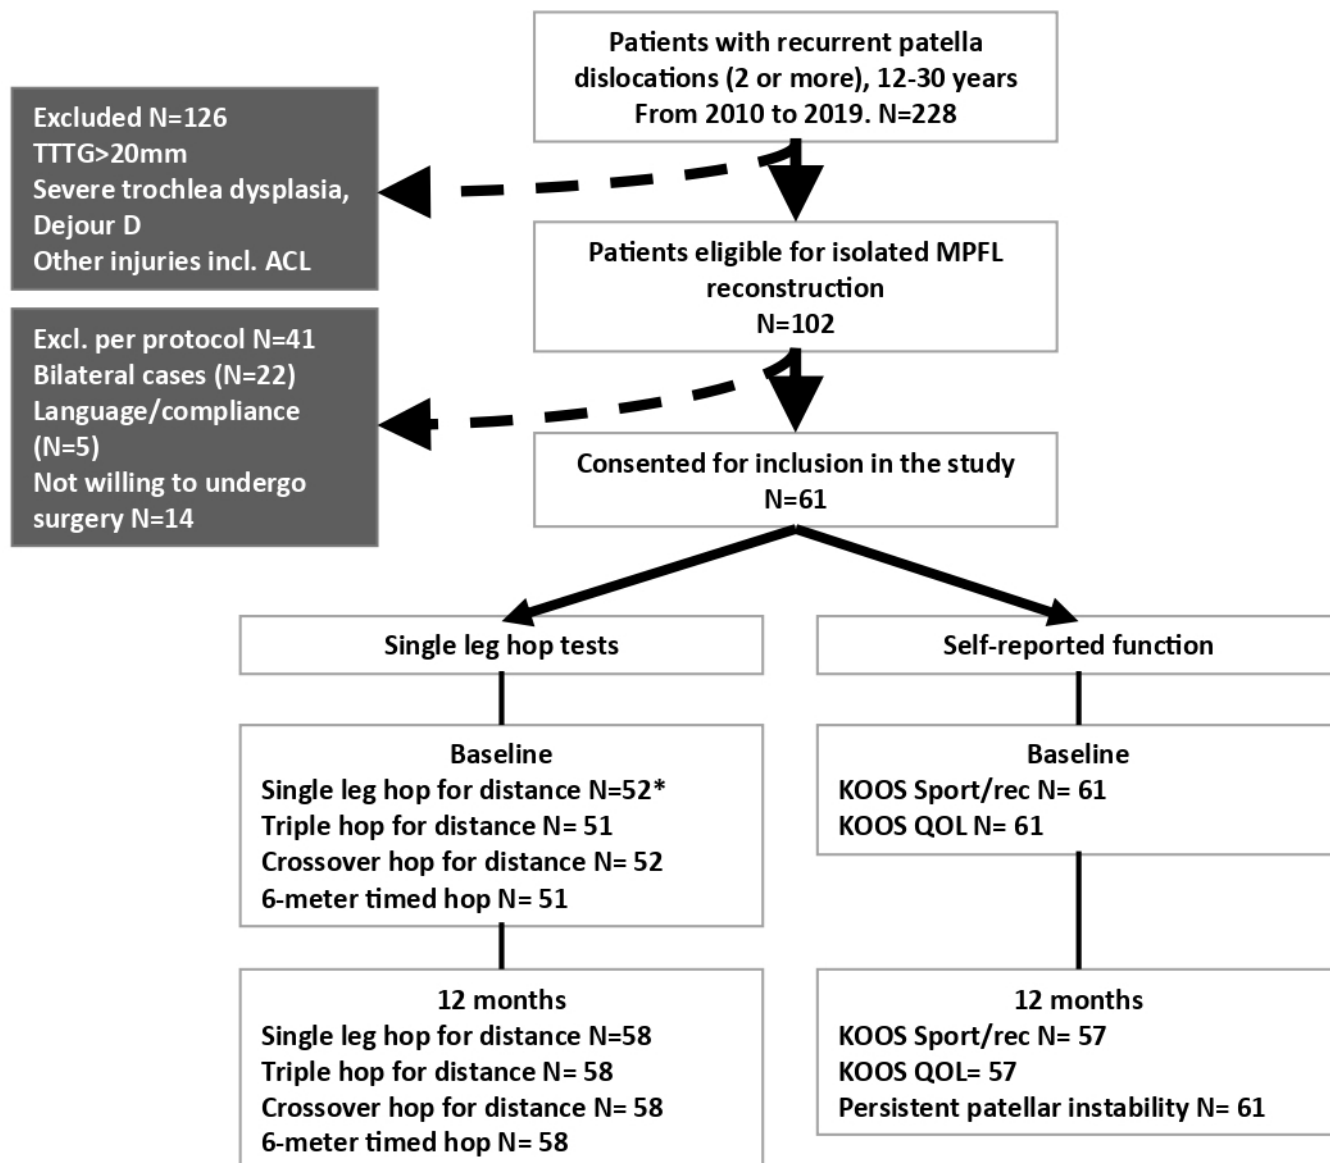 Patients with recurrent patella
dislocations (2 or more), 12-30 years
From 2010 to 2019. N=228
Excluded N=126
TTTG>20mm
Severe trochlea dysplasia,
Dejour D
Other injuries incl. ACL
Patients eligible for isolated MPFL
reconstruction
N=102
Excl. per protocol N=41
Bilateral cases (N=22)
Language/compliance
(N=5)
Not willing to undergo
surgery N=14
Consented for inclusion in the study
N=61
Single leg hop tests
Self-reported function
Baseline
Single leg hop for distance N=52*
Triple hop for distance N= 51
Crossover hop for distance N= 52
6-meter timed hop N= 51
Baseline
KOOS Sport/rec N= 61
KOOS QOL N= 61
12 months
Single leg hop for distance N=58
Triple hop for distance N= 58
Crossover hop for distance N= 58
6-meter timed hop N= 58
12 months
KOOS Sport/rec N= 57
KOOS QOL= 57
Persistent patellar instability N= 61